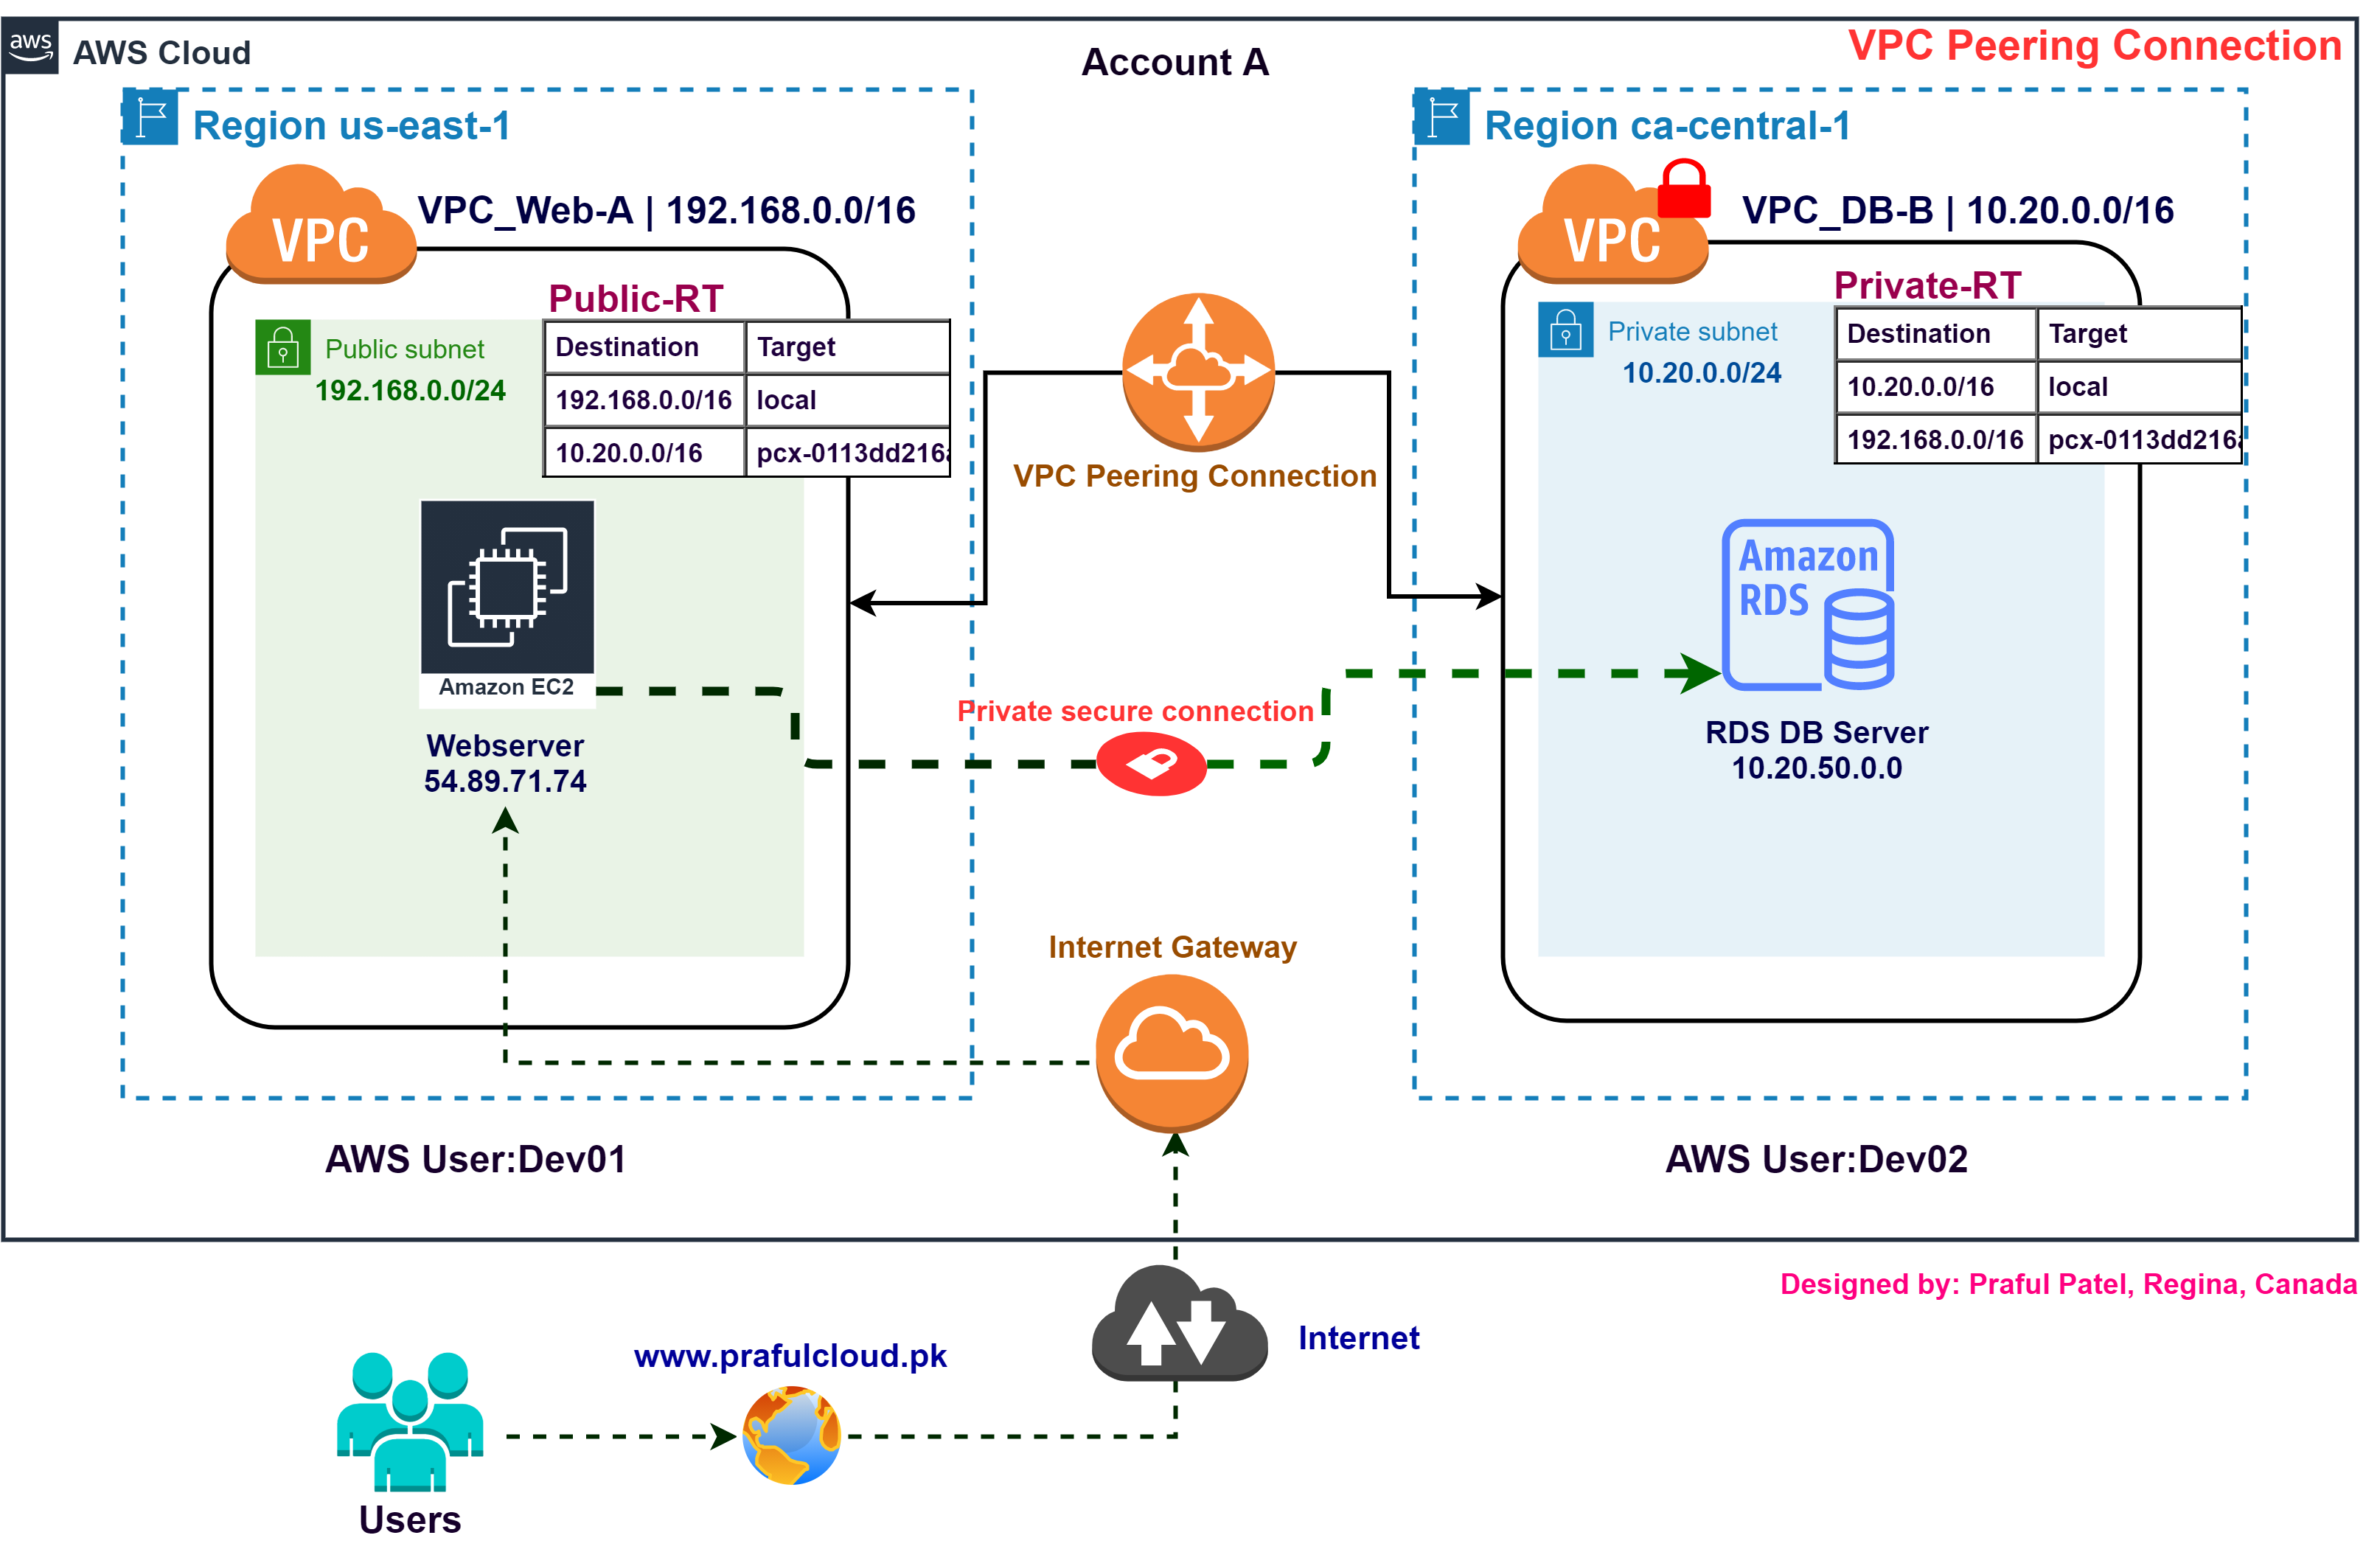 aws
AWS Cloud
Account A
VPC Peering Connection
Region us-east-1
Region ca-central-1
VPC
VPC_Web-A | 192.168.0.0/16
VPC
VPC_DB-B | 10.20.0.0/16
Public-RT
Public subnet
192.168.0.0/24
Destination Target
192.168.0.0/16 local
10.20.0.0/16 pcx-0113dd216a
Private-RT
Private subnet
10.20.0.0/24
Destination Target
10.20.0.0/16 local
192.168.0.0/16 pcx-0113dd216a
VPC Peering Connection
Amazon EC2
Webserver
54.89.71.74
Private secure connection
Amazon
RDS
RDS DB Server
10.20.50.0.0
Internet Gateway
AWS User:Dev01
AWS User:Dev02
Designed by: Praful Patel, Regina, Canada
Internet
www.prafulcloud.pk
Users